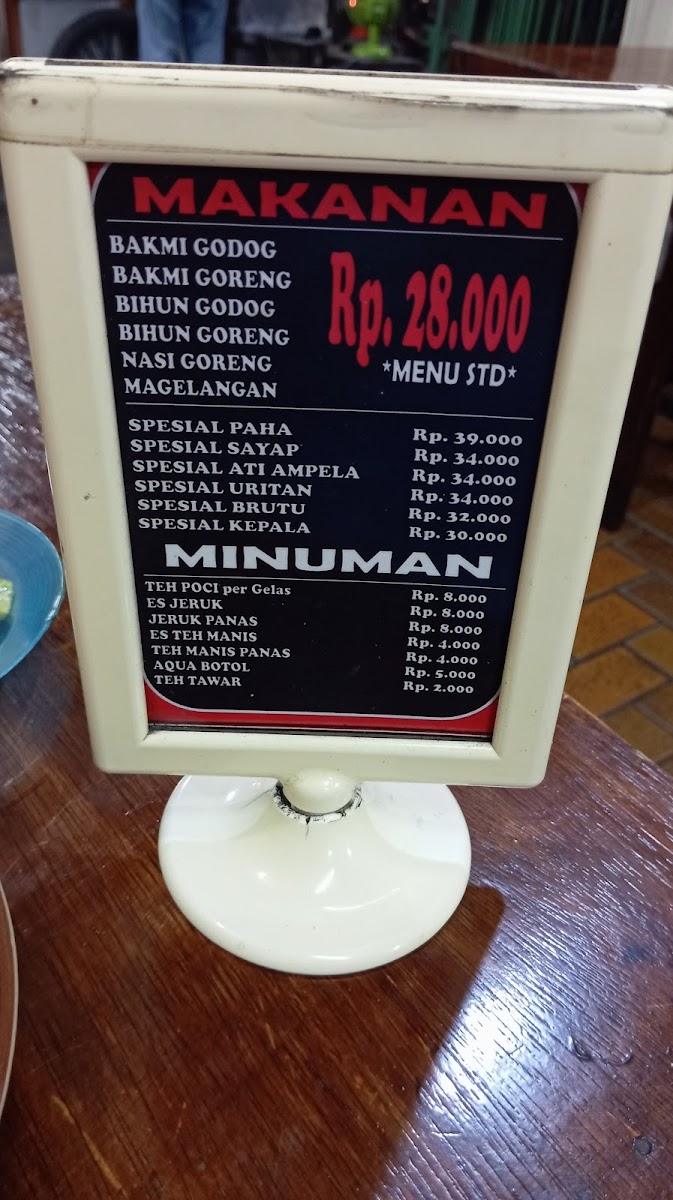 MAKANAN
BAKMI GODOG
BAKMI GORENG
BIHUN GODOG
BIHUN GORENG
NASI GORENG
MAGELANGAN
Rp. 28.000
*MENU STD*
SPESIAL PAHA Rp. 39.000
SPESIAL SAYAP Rp. 34.000
SPESIAL ATI AMPELA Rp. 34.000
SPESIAL URITAN Rp. 34.000
SPESIAL BRUTU Rp. 32.000
SPESIAL KEPALA Rp. 30.000
MINUMAN
TEH POCI per Gelas Rp. 8.000
ES JERUK Rp. 8.000
JERUK PANAS Rp. 8.000
ES TEH MANIS Rp. 4.000
TEH MANIS PANAS Rp. 4.000
AQUA BOTOL Rp. 5.000
TEH TAWAR Rp. 2.000